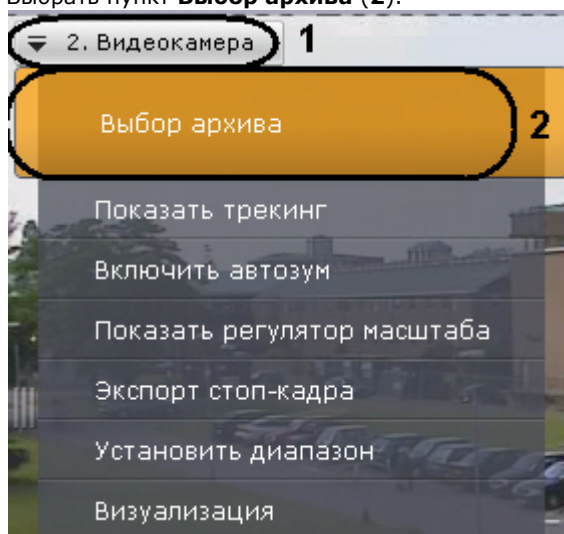 Выбрать пункт Выбор архива (2).
2. Видеокамера 1
Выбор архива 2
Показать трекинг
Включить автозум
Показать регулятор масштаба
Экспорт стоп-кадра
Установить диапазон
Визуализация